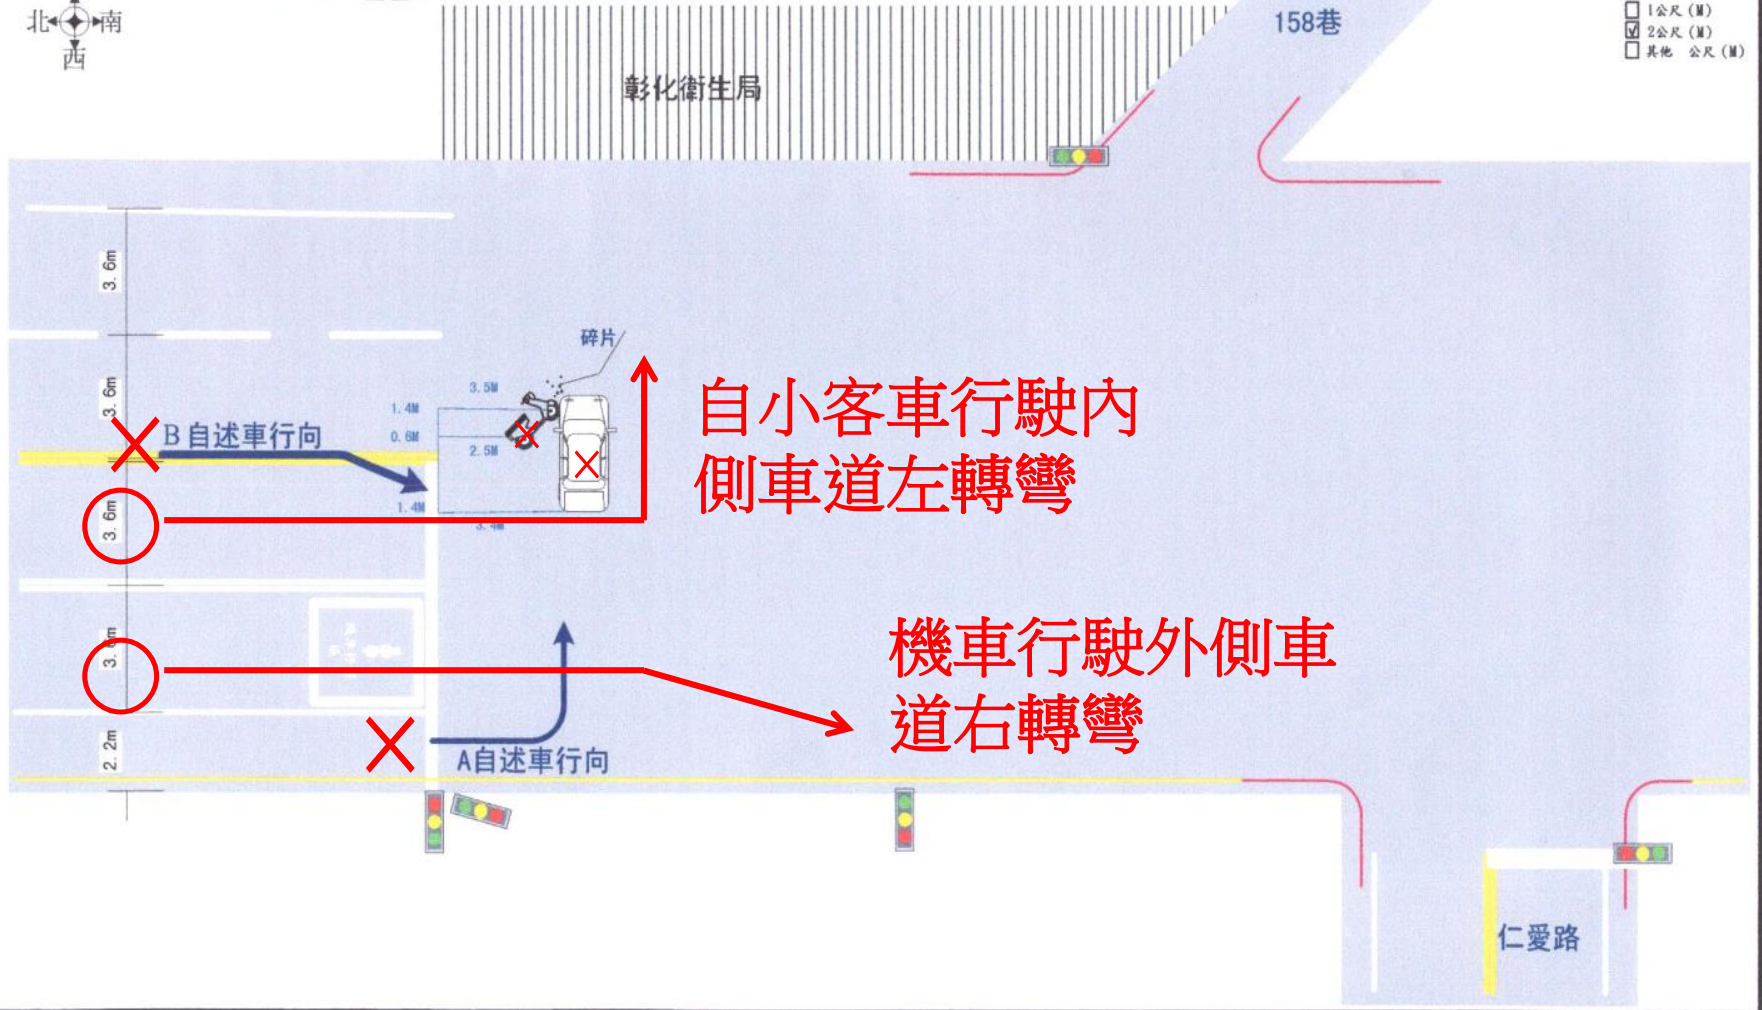 北 南
西
158巷
1公尺(M)
2公尺(M)
其他 公尺(M)
彰化衛生局
3.6m
碎片
3.6m
3.5M
1.4M
B自述車行向
0.6M
2.5M
自小客車行駛內
側車道左轉彎
3.6m
1.4M
3.4M
機車行駛外側車
道右轉彎
2.2m
A自述車行向
仁愛路